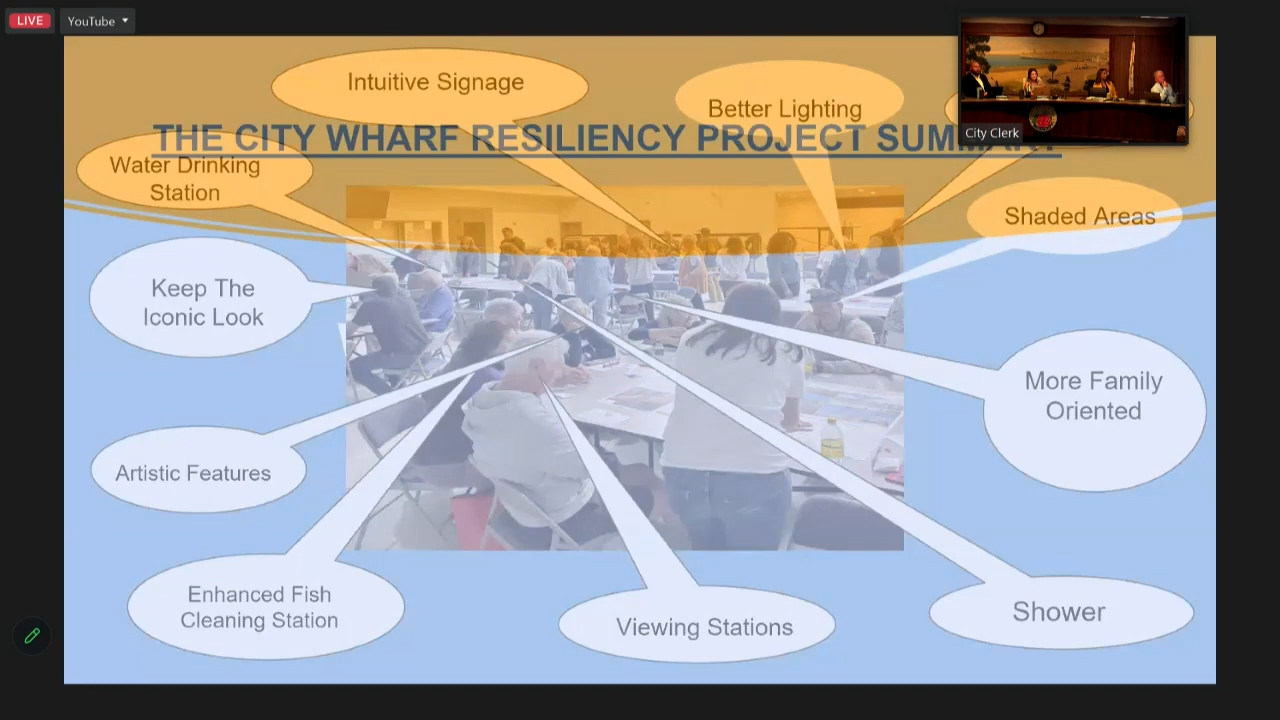 LIVE
YouTube
Intuitive Signage
Better Lighting
City Clerk
THE CITY WHARF RESILIENCY PROJECT SUMMARY
Water Drinking
Station
Shaded Areas
Keep The
Iconic Look
More Family
Oriented
Artistic Features
Enhanced Fish
Cleaning Station
Viewing Stations
Shower